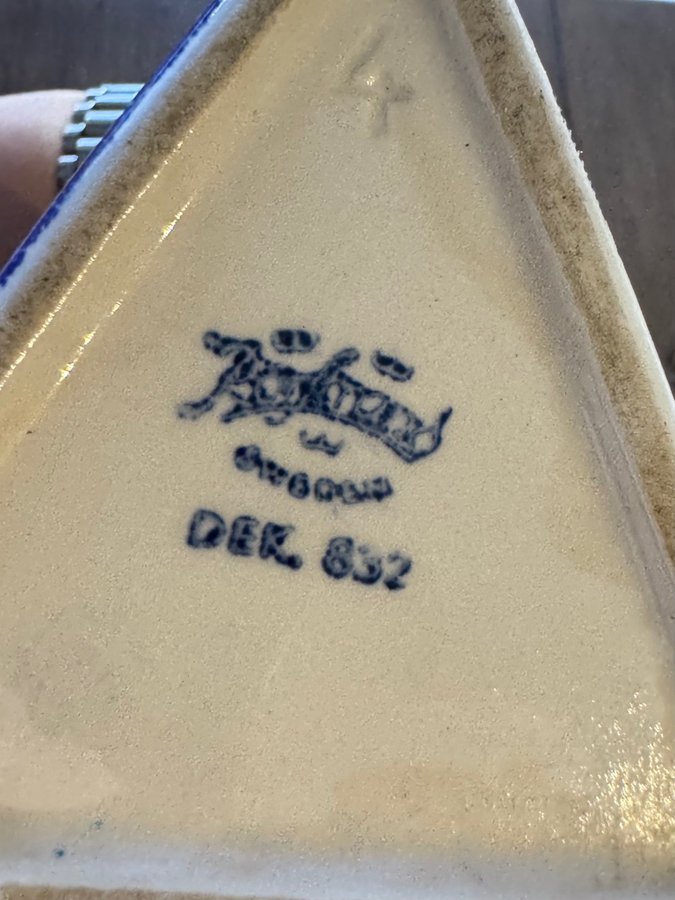 4
Rörstrand
SWEDEN
DEK. 832